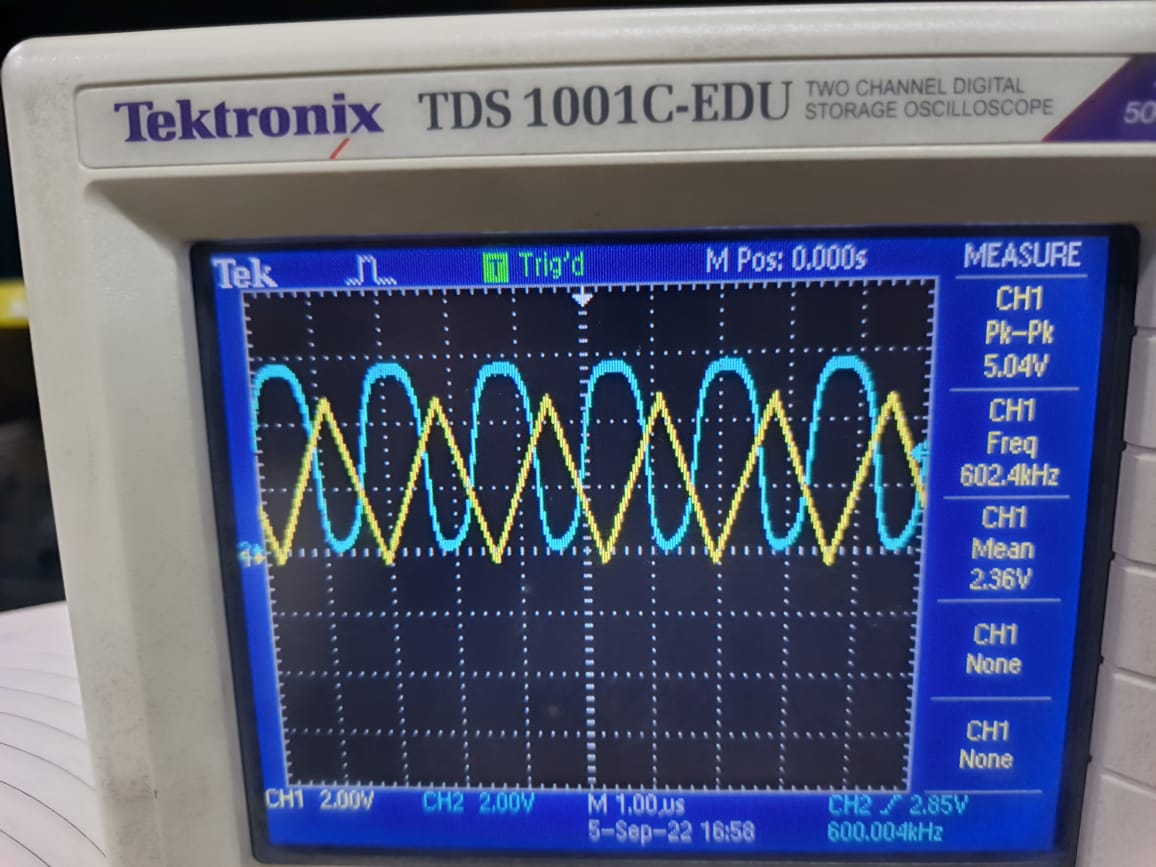 Tektronix TDS 1001C-EDU TWO CHANNEL DIGITAL
STORAGE OSCILLOSCOPE
50
Tek T Trig'd M Pos: 0.000s MEASURE
CH1
Pk-Pk
5.04V
CH1
Freq
602.4kHz
CH1
Mean
2.36V
CH1
None
CH1
None
CH1 2.00V CH2 2.00V M 1.00µs CH2 2.85V
5-Sep-22 16:58 600.004kHz